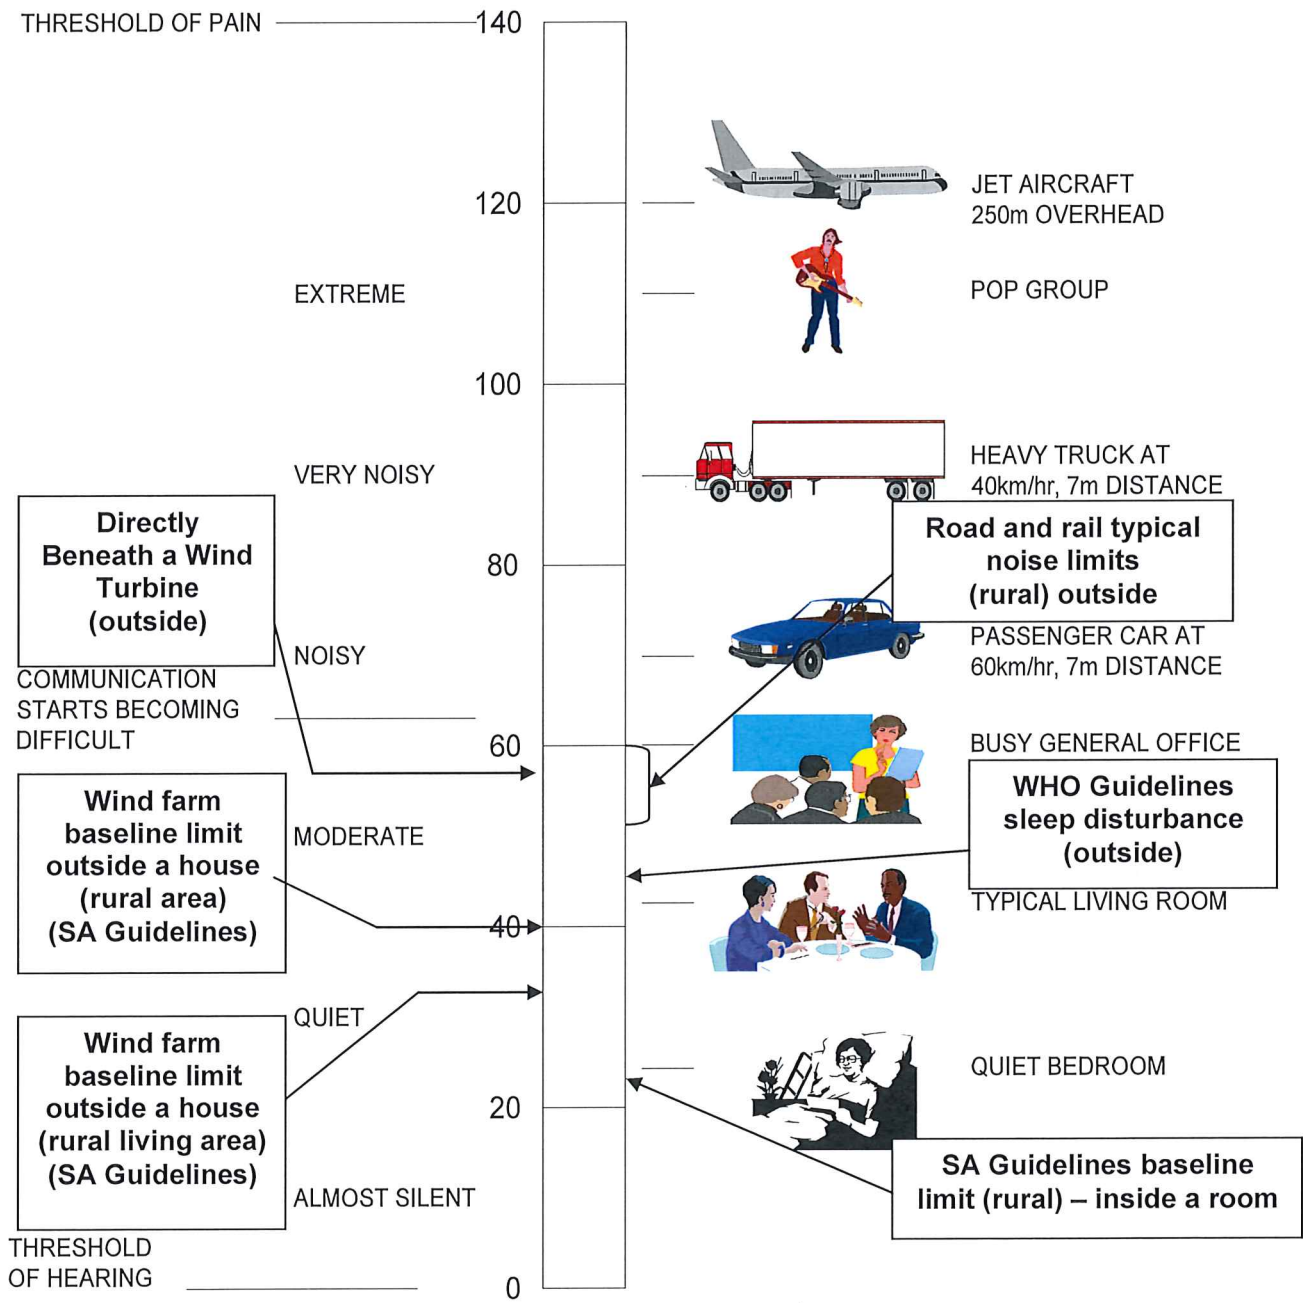 THRESHOLD OF PAIN
140
120
100
80
60
40
20
0
EXTREME
VERY NOISY
Directly
Beneath a Wind
Turbine
(outside)
NOISY
COMMUNICATION
STARTS BECOMING
DIFFICULT
Wind farm
baseline limit
outside a house
(rural area)
(SA Guidelines)
MODERATE
QUIET
Wind farm
baseline limit
outside a house
(rural living area)
(SA Guidelines)
ALMOST SILENT
THRESHOLD
OF HEARING
JET AIRCRAFT
250m OVERHEAD
POP GROUP
HEAVY TRUCK AT
40km/hr, 7m DISTANCE
Road and rail typical
noise limits
(rural) outside
PASSENGER CAR AT
60km/hr, 7m DISTANCE
BUSY GENERAL OFFICE
WHO Guidelines
sleep disturbance
(outside)
TYPICAL LIVING ROOM
QUIET BEDROOM
SA Guidelines baseline
limit (rural) – inside a room